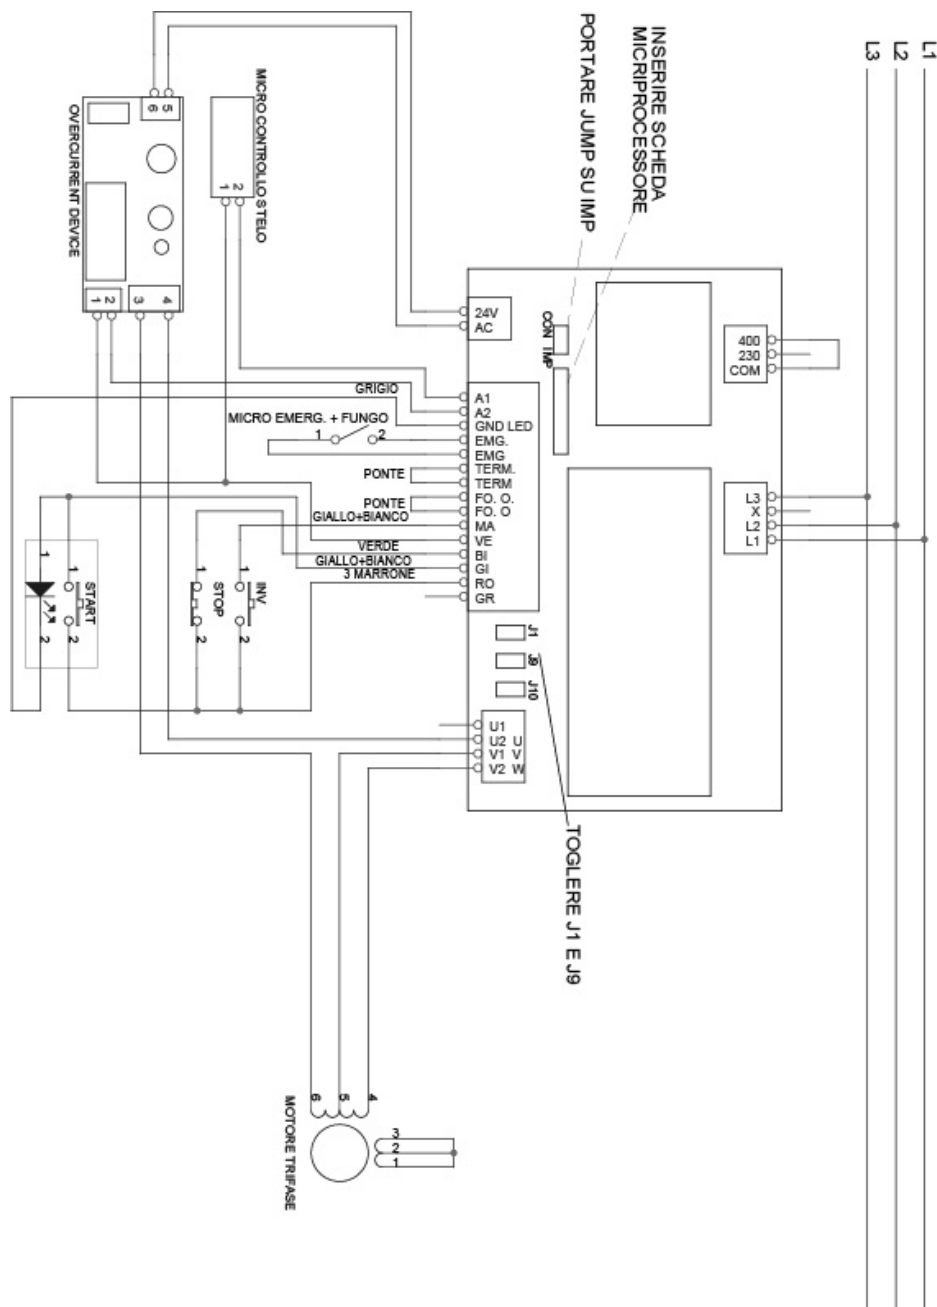 L1
L2
L3
INSERIRE SCHEDA
MICRIPROCESSORE
PORTARE JUMP SU IMP
6 5
OVERCURRENT DEVICE
1 2 3 4
MICRO CONTROLLO STELO
1 2
24V
AC
CON IMP
400
230
COM
A1
A2
GND LED
EMG.
EMG
TERM.
TERM
FO. O.
FO. O
MA
VE
BI
GI
RO
GR
GRIGIO
MICRO EMERG. + FUNGO
1 2
PONTE
PONTE
GIALLO+BIANCO
VERDE
GIALLO+BIANCO
3 MARRONE
L3
X
L2
L1
1 1
START
2 2
1 1
STOP INV
2 2
J1
J9
J10
U1
U2 U
V1 V
V2 W
TOGLERE J1 E J9
6 5 4
3
2
1
MOTORE TRIFASE